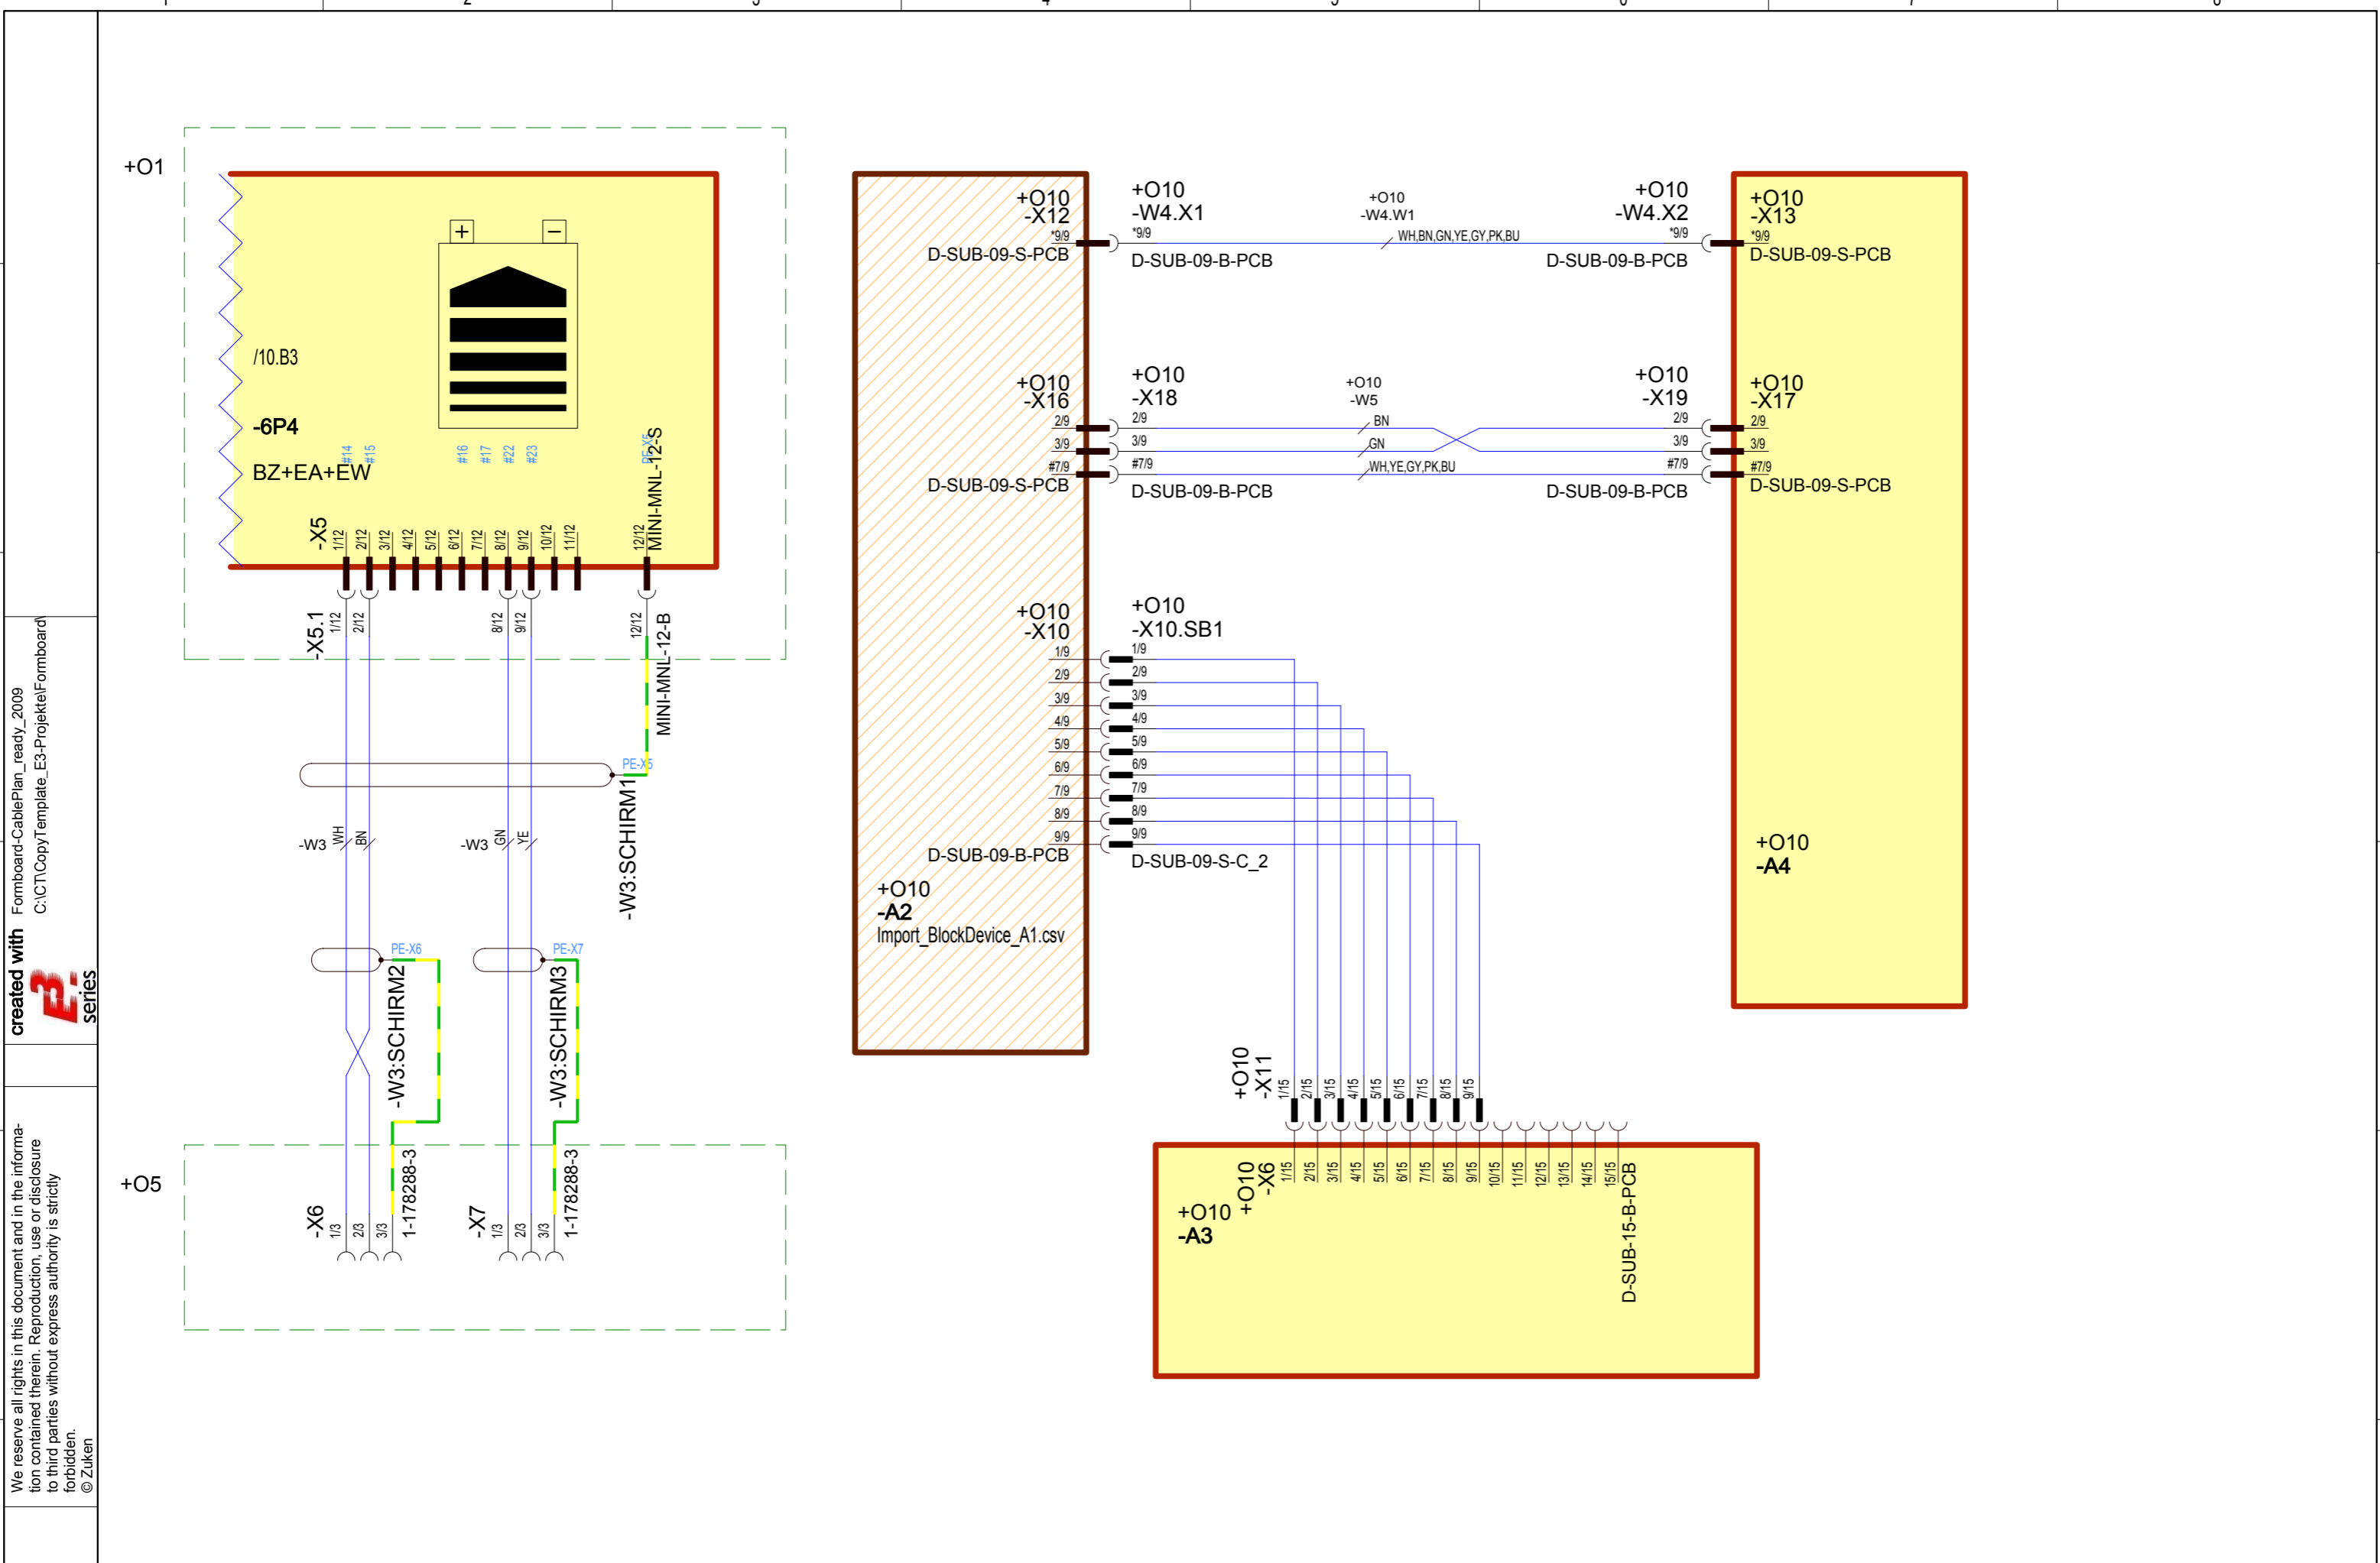 +O1
/10.B3
-6P4
BZ+EA+EW
+
−
#14
#15
#16
#17
#22
#23
PE-X5
MINI-MNL-12-S
-X5
1/12
2/12
3/12
4/12
5/12
6/12
7/12
8/12
9/12
10/12
11/12
12/12
-X5.1
1/12
2/12
8/12
9/12
12/12
MINI-MNL-12-B
PE-X5
-W3:SCHIRM1
-W3
WH
BN
-W3
GN
YE
PE-X6
-W3:SCHIRM2
PE-X7
-W3:SCHIRM3
+O5
-X6
1/3
2/3
3/3
1-178288-3
-X7
1/3
2/3
3/3
1-178288-3
+O10
-X12
*9/9
D-SUB-09-S-PCB
+O10
-W4.X1
*9/9
D-SUB-09-B-PCB
+O10
-W4.W1
WH,BN,GN,YE,GY,PK,BU
+O10
-W4.X2
*9/9
D-SUB-09-B-PCB
+O10
-X13
*9/9
D-SUB-09-S-PCB
+O10
-X16
2/9
3/9
#7/9
D-SUB-09-S-PCB
+O10
-X18
2/9
3/9
#7/9
D-SUB-09-B-PCB
+O10
-W5
BN
GN
WH,YE,GY,PK,BU
+O10
-X19
2/9
3/9
#7/9
D-SUB-09-B-PCB
+O10
-X17
2/9
3/9
#7/9
D-SUB-09-S-PCB
+O10
-X10
1/9
2/9
3/9
4/9
5/9
6/9
7/9
8/9
9/9
D-SUB-09-B-PCB
+O10
-X10.SB1
1/9
2/9
3/9
4/9
5/9
6/9
7/9
8/9
9/9
D-SUB-09-S-C_2
+O10
-A2
Import_BlockDevice_A1.csv
+O10
-A4
+O10
-X11
1/15
2/15
3/15
4/15
5/15
6/15
7/15
8/15
9/15
+O10
-X6
1/15
2/15
3/15
4/15
5/15
6/15
7/15
8/15
9/15
10/15
11/15
12/15
13/15
14/15
15/15
D-SUB-15-B-PCB
+O10
-A3
created with
E3.series
Formboard-CablePlan_ready_2009
C:\CT\CopyTemplate_E3-Projekte\Formboard\
We reserve all rights in this document and in the informa-
tion contained therein. Reproduction, use or disclosure
to third parties without express authority is strictly
forbidden.
© Zuken